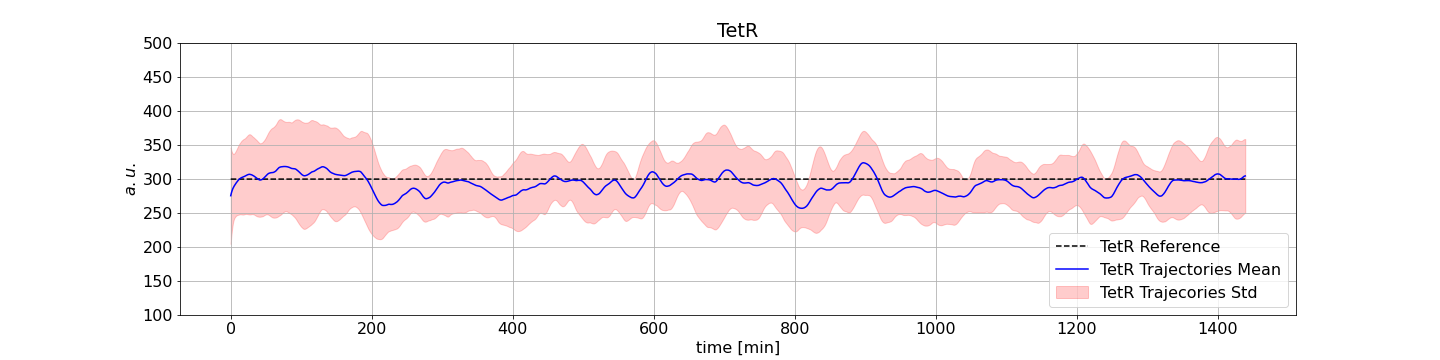 TetR
500
450
400
350
300
250
200
150
100
a. u.
0 200 400 600 800 1000 1200 1400
time [min]
TetR Reference
TetR Trajectories Mean
TetR Trajecories Std